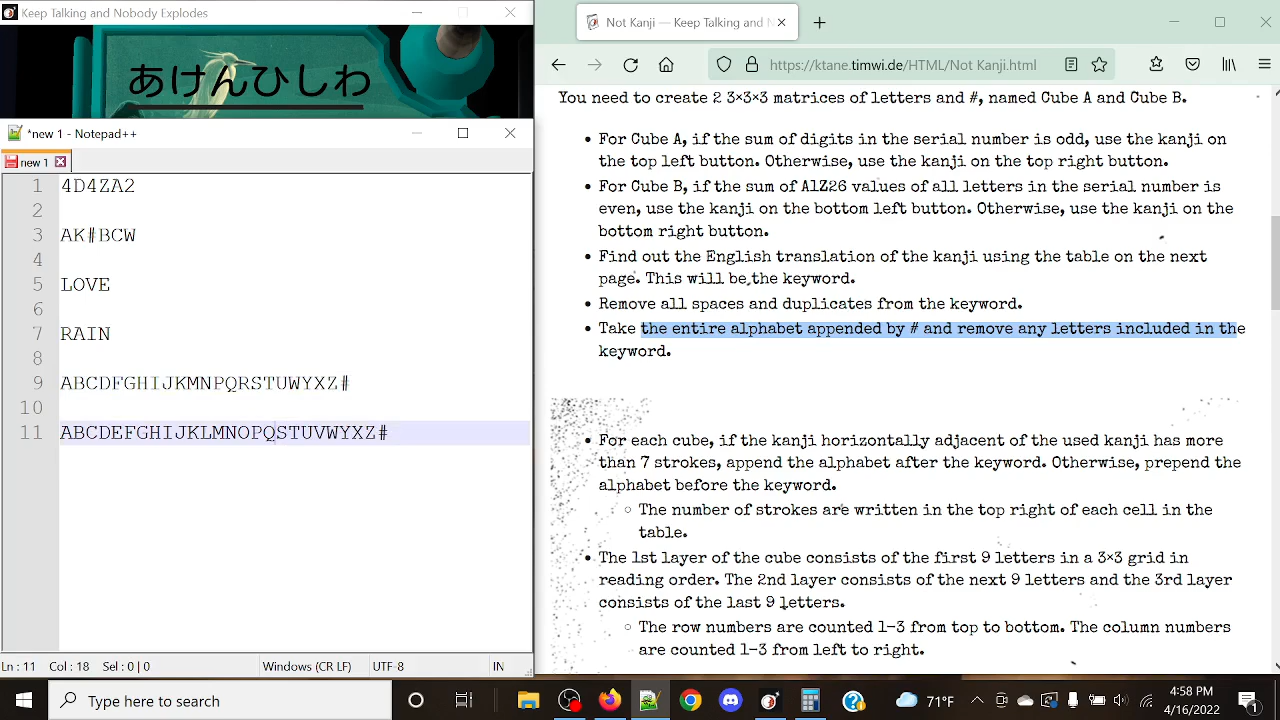 Keep Talking and Nobody Explodes
あけんひしわ
*new 1 - Notepad++
new 1
1 4D4ZA2
2
3 AK#BCW
4
5 LOVE
6
7 RAIN
8
9 ABCDFGHIJKMNPQRSTUWYXZ#
10
11 ABCDEFGHIJKLMNOPQSTUVWYXZ#
Ln : 11 Col : 18 Sel : 0 | 0
Windows (CR LF)
UTF-8
IN
Not Kanji — Keep Talking and N
https://ktane.timwi.de/HTML/Not Kanji.html
You need to create 2 3×3×3 matrices of letters and #, named Cube A and Cube B.
• For Cube A, if the sum of digits in the serial number is odd, use the kanji on
the top left button. Otherwise, use the kanji on the top right button.
• For Cube B, if the sum of A1Z26 values of all letters in the serial number is
even, use the kanji on the bottom left button. Otherwise, use the kanji on the
bottom right button.
• Find out the English translation of the kanji using the table on the next
page. This will be the keyword.
• Remove all spaces and duplicates from the keyword.
• Take the entire alphabet appended by # and remove any letters included in the
keyword.
• For each cube, if the kanji horizontally adjacent of the used kanji has more
than 7 strokes, append the alphabet after the keyword. Otherwise, prepend the
alphabet before the keyword.
○ The number of strokes are written in the top right of each cell in the
table.
• The 1st layer of the cube consists of the first 9 letters in a 3×3 grid in
reading order. The 2nd layer consists of the next 9 letters and the 3rd layer
consists of the last 9 letters.
○ The row numbers are counted 1-3 from top to bottom. The column numbers
are counted 1-3 from left to right.
Type here to search
71°F
4:58 PM
4/16/2022
1